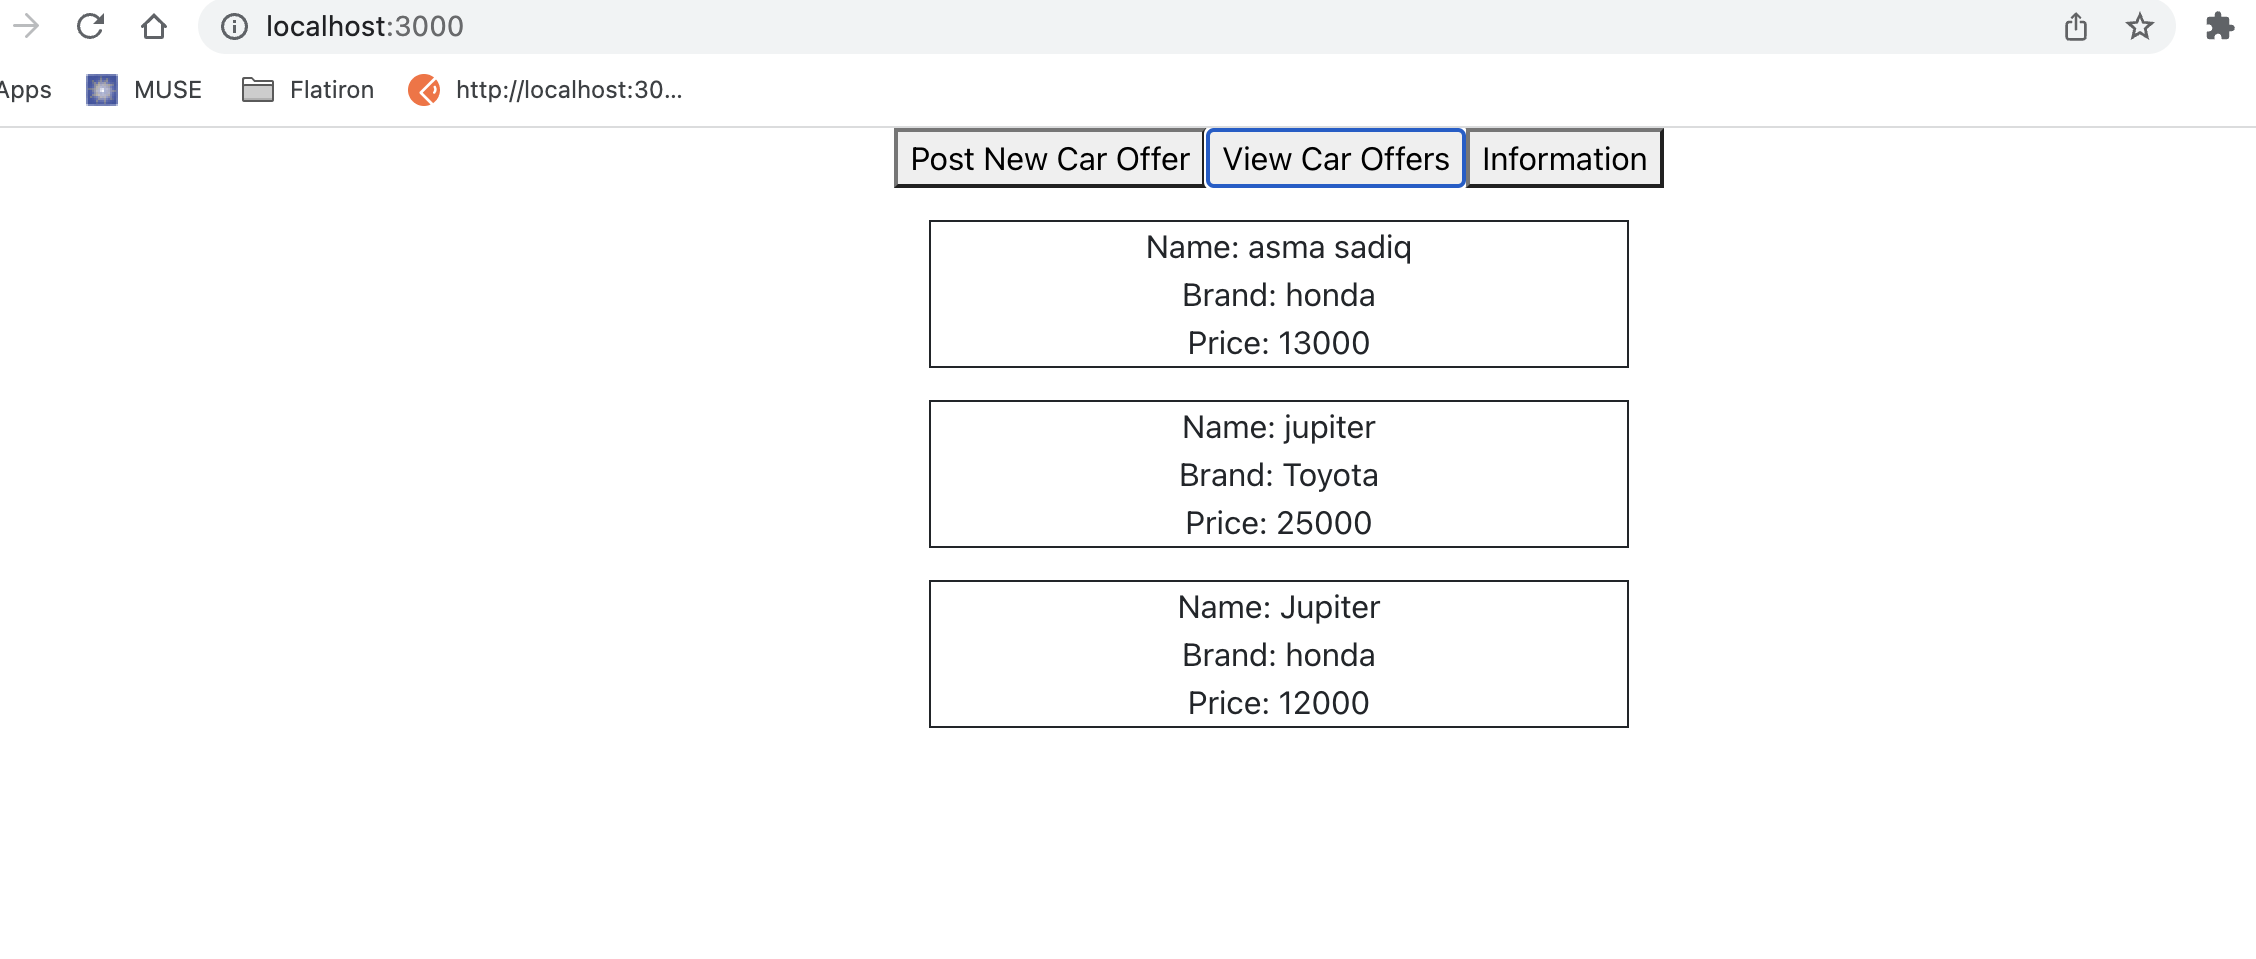 localhost:3000
Apps MUSE Flatiron http://localhost:30...
Post New Car Offer View Car Offers Information
Name: asma sadiq
Brand: honda
Price: 13000
Name: jupiter
Brand: Toyota
Price: 25000
Name: Jupiter
Brand: honda
Price: 12000